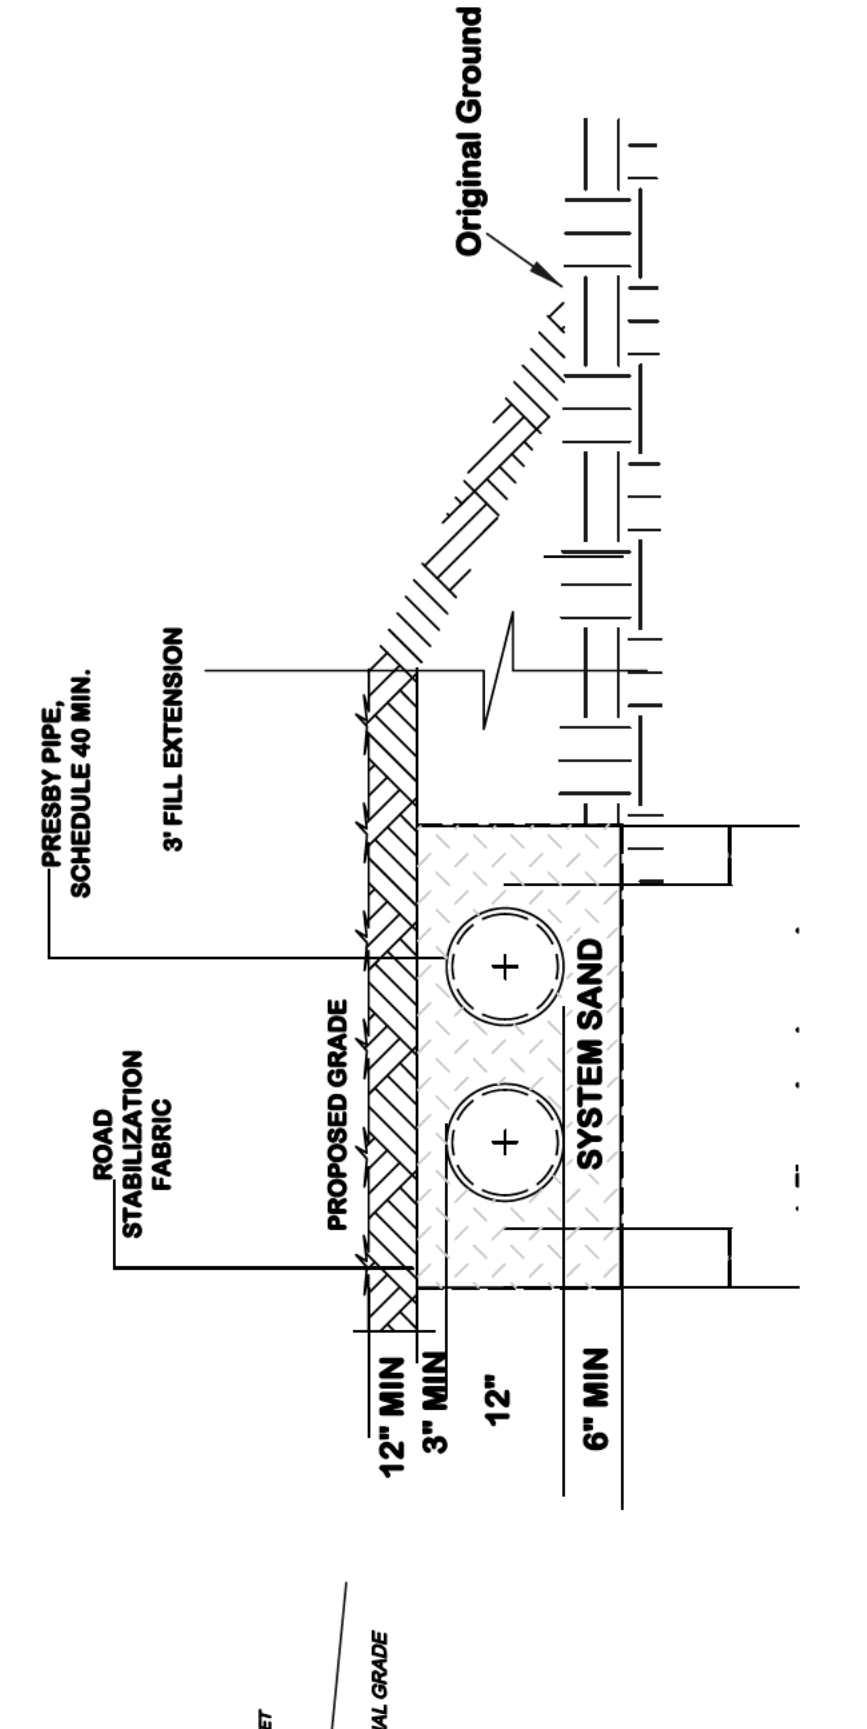 Original Ground
PRESBY PIPE,
SCHEDULE 40 MIN.
3' FILL EXTENSION
ROAD
STABILIZATION
FABRIC
PROPOSED GRADE
SYSTEM SAND
12" MIN
3" MIN
12"
6" MIN